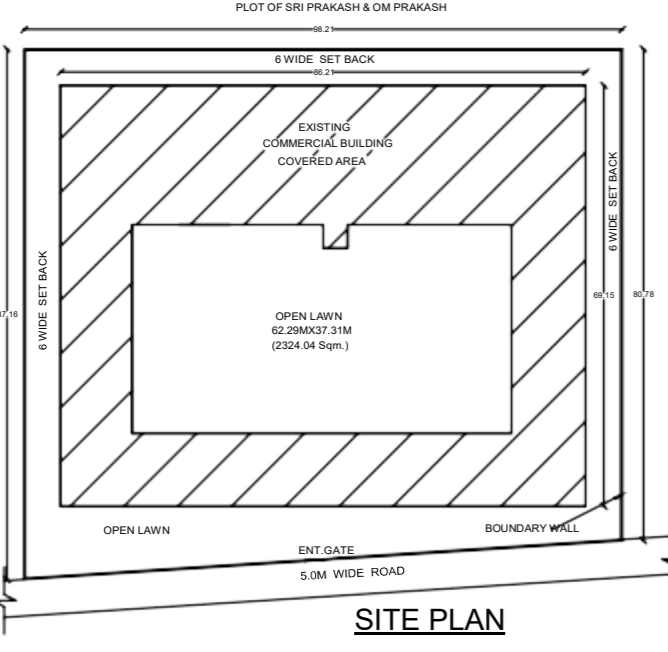 PLOT OF SRI PRAKASH & OM PRAKASH
98.21
6 WIDE SET BACK
86.21
EXISTING
COMMERCIAL BUILDING
COVERED AREA
6 WIDE SET BACK
6 WIDE SET BACK
OPEN LAWN
62.29MX37.31M
(2324.04 Sqm.)
69.15
80.78
7.16
OPEN LAWN
BOUNDARY WALL
ENT.GATE
5.0M WIDE ROAD
SITE PLAN